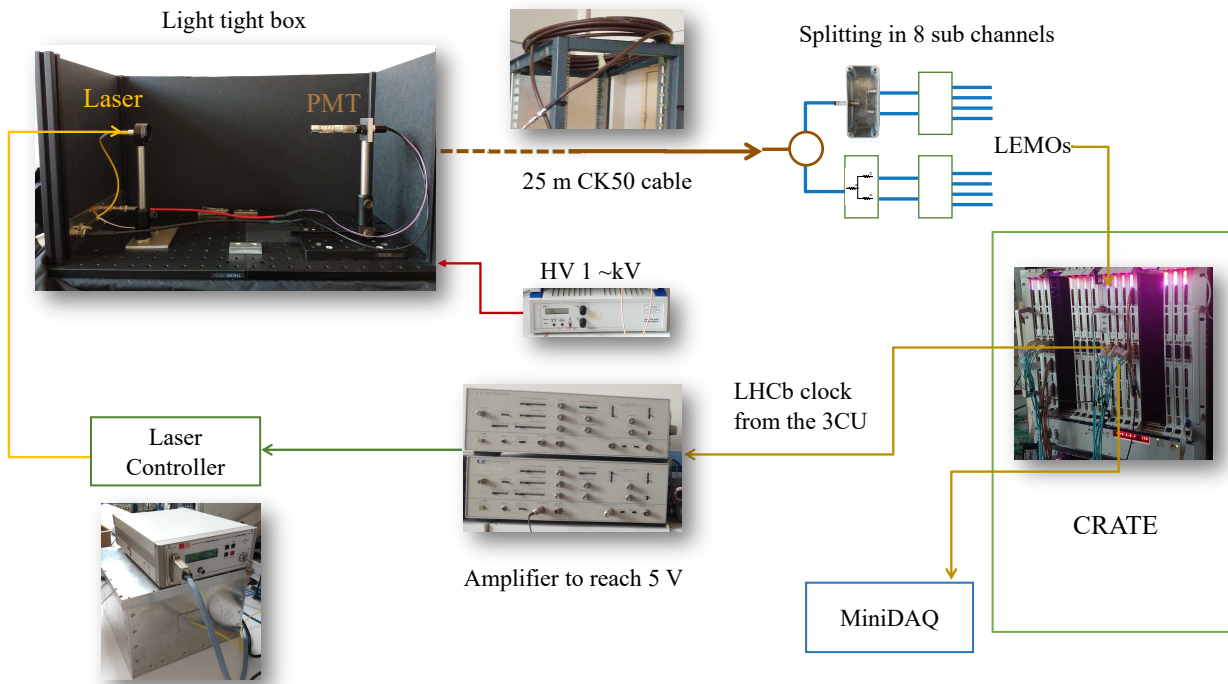 Light tight box
Splitting in 8 sub channels
Laser
PMT
LEMOs
25 m CK50 cable
HV 1 ~kV
LHCb clock
from the 3CU
Laser
Controller
CRATE
Amplifier to reach 5 V
MiniDAQ